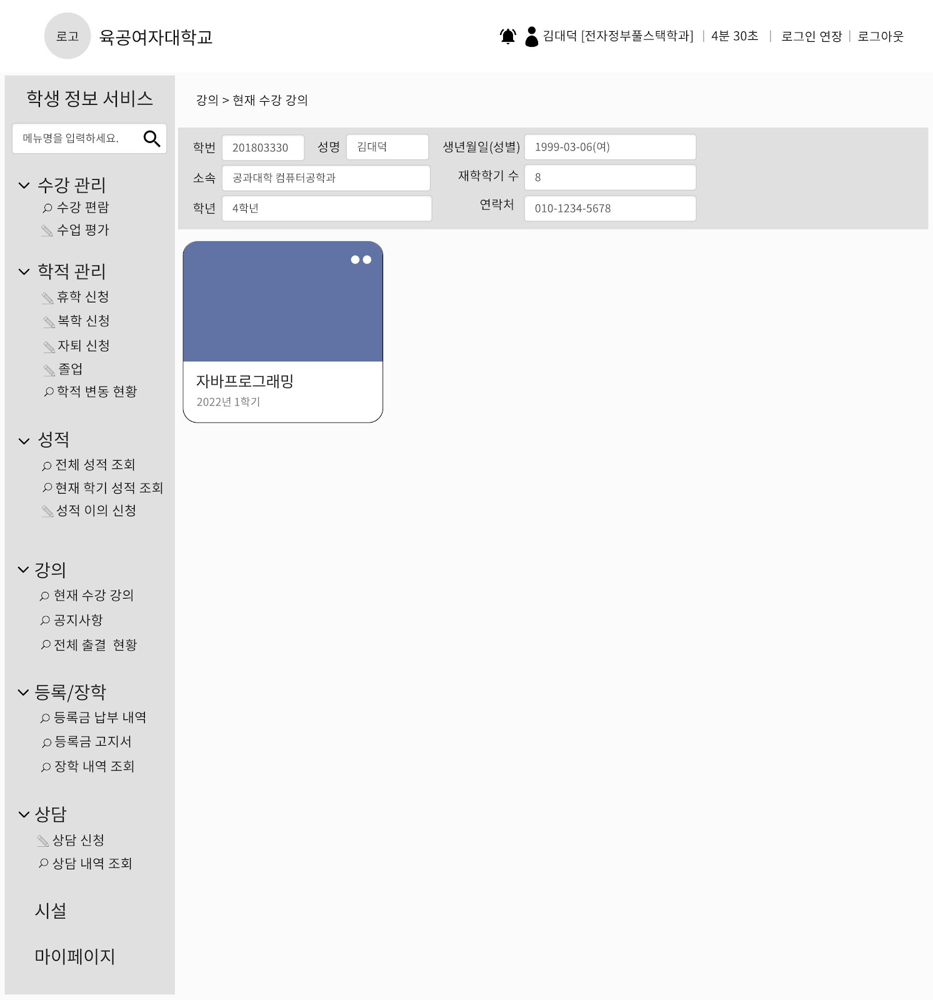 로고
육공여자대학교
김대덕 [전자정부풀스택학과] | 4분 30초 | 로그인 연장 | 로그아웃
학생 정보 서비스
메뉴명을 입력하세요.
수강 관리
수강 편람
수업 평가
학적 관리
휴학 신청
복학 신청
자퇴 신청
졸업
학적 변동 현황
성적
전체 성적 조회
현재 학기 성적 조회
성적 이의 신청
강의
현재 수강 강의
공지사항
전체 출결 현황
등록/장학
등록금 납부 내역
등록금 고지서
장학 내역 조회
상담
상담 신청
상담 내역 조회
시설
마이페이지
강의 > 현재 수강 강의
학번 201803330 성명 김대덕 생년월일(성별) 1999-03-06(여)
소속 공과대학 컴퓨터공학과 재학학기 수 8
학년 4학년 연락처 010-1234-5678
자바프로그래밍
2022년 1학기